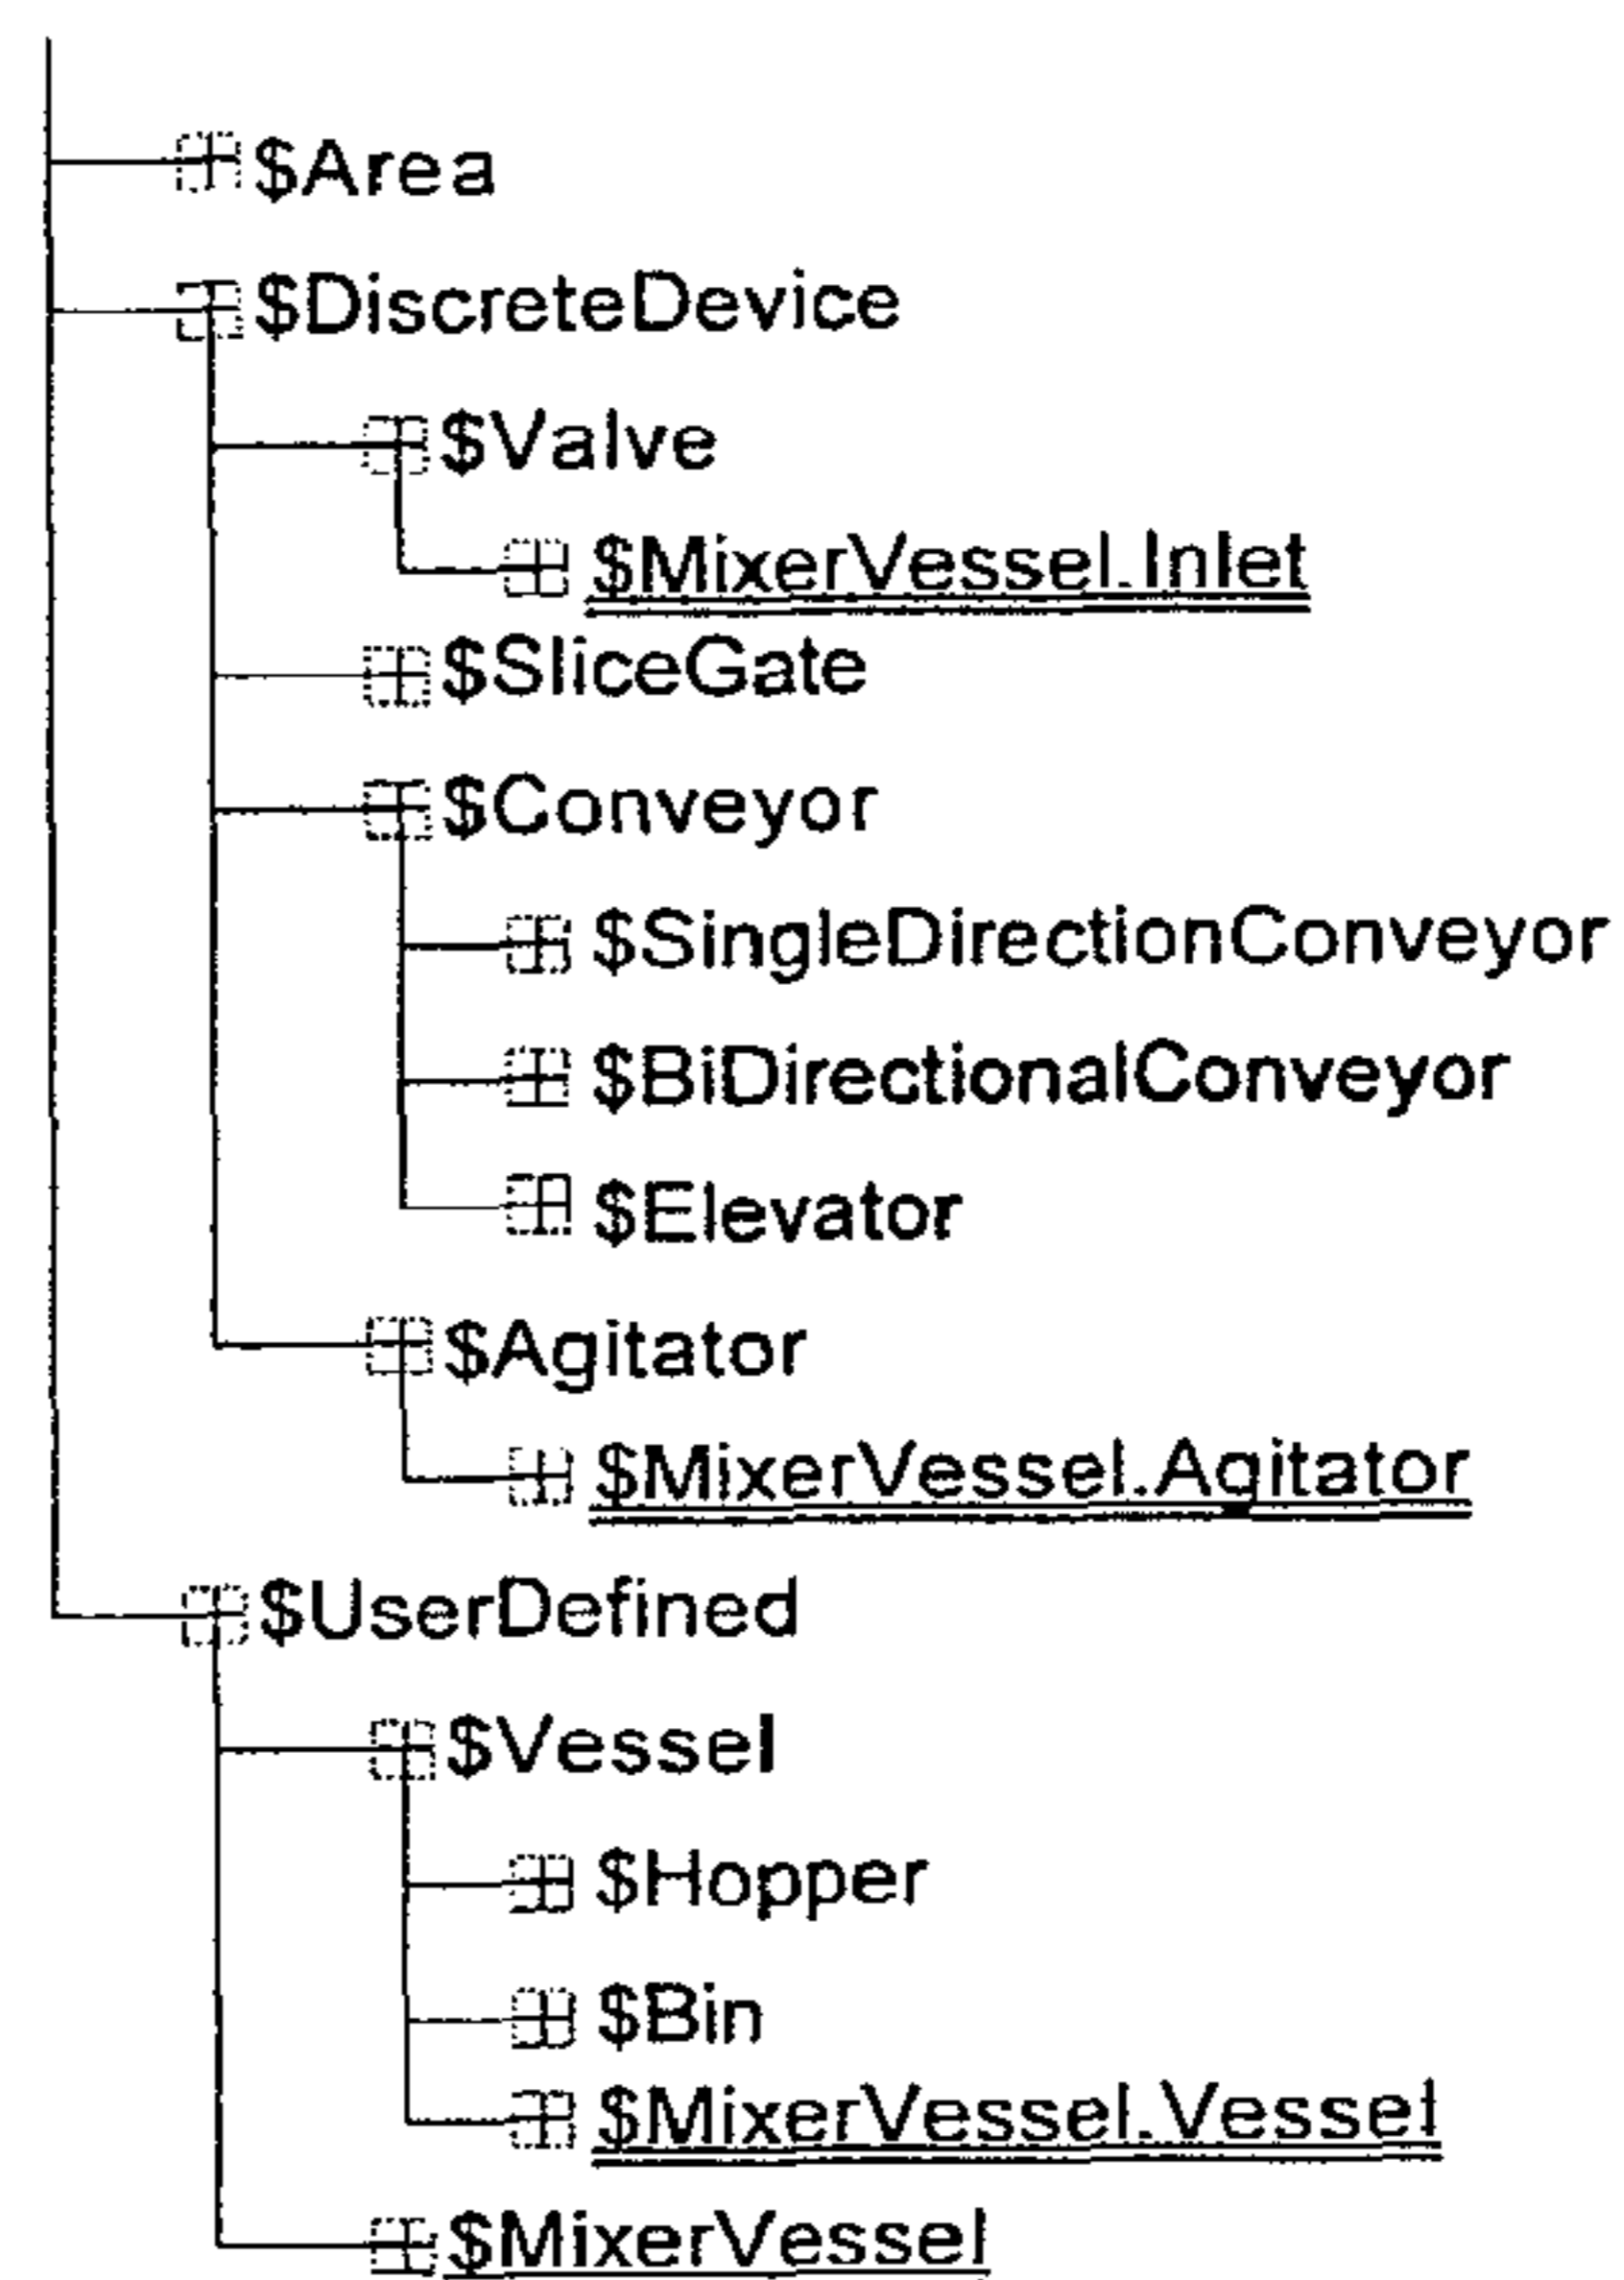 $Area
$DiscreteDevice
$Valve
$MixerVessel.Inlet
$SliceGate
$Conveyor
$SingleDirectionConveyor
$BiDirectionalConveyor
$Elevator
$Agitator
$MixerVessel.Agitator
$UserDefined
$Vessel
$Hopper
$Bin
$MixerVessel.Vessel
$MixerVessel